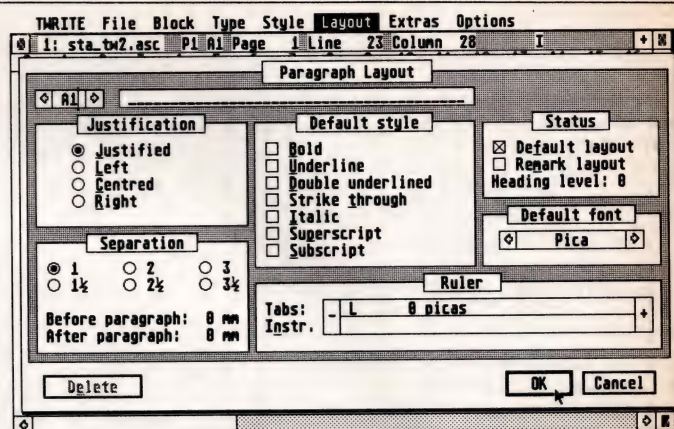 TWRITE File Block Type Style Layout Extras Options
1: sta_tw2.asc P1 A1 Page 1 Line 23 Column 28 I
Paragraph Layout
A1
Justification
Justified
Left
Centred
Right
Default style
Bold
Underline
Double underlined
Strike through
Italic
Superscript
Subscript
Status
Default layout
Remark layout
Heading level: 0
Default font
Pica
Separation
1 2 3
1½ 2½ 3½
Before paragraph: 0 mm
After paragraph: 0 mm
Ruler
Tabs: - L 0 picas +
Instr.
Delete
OK Cancel